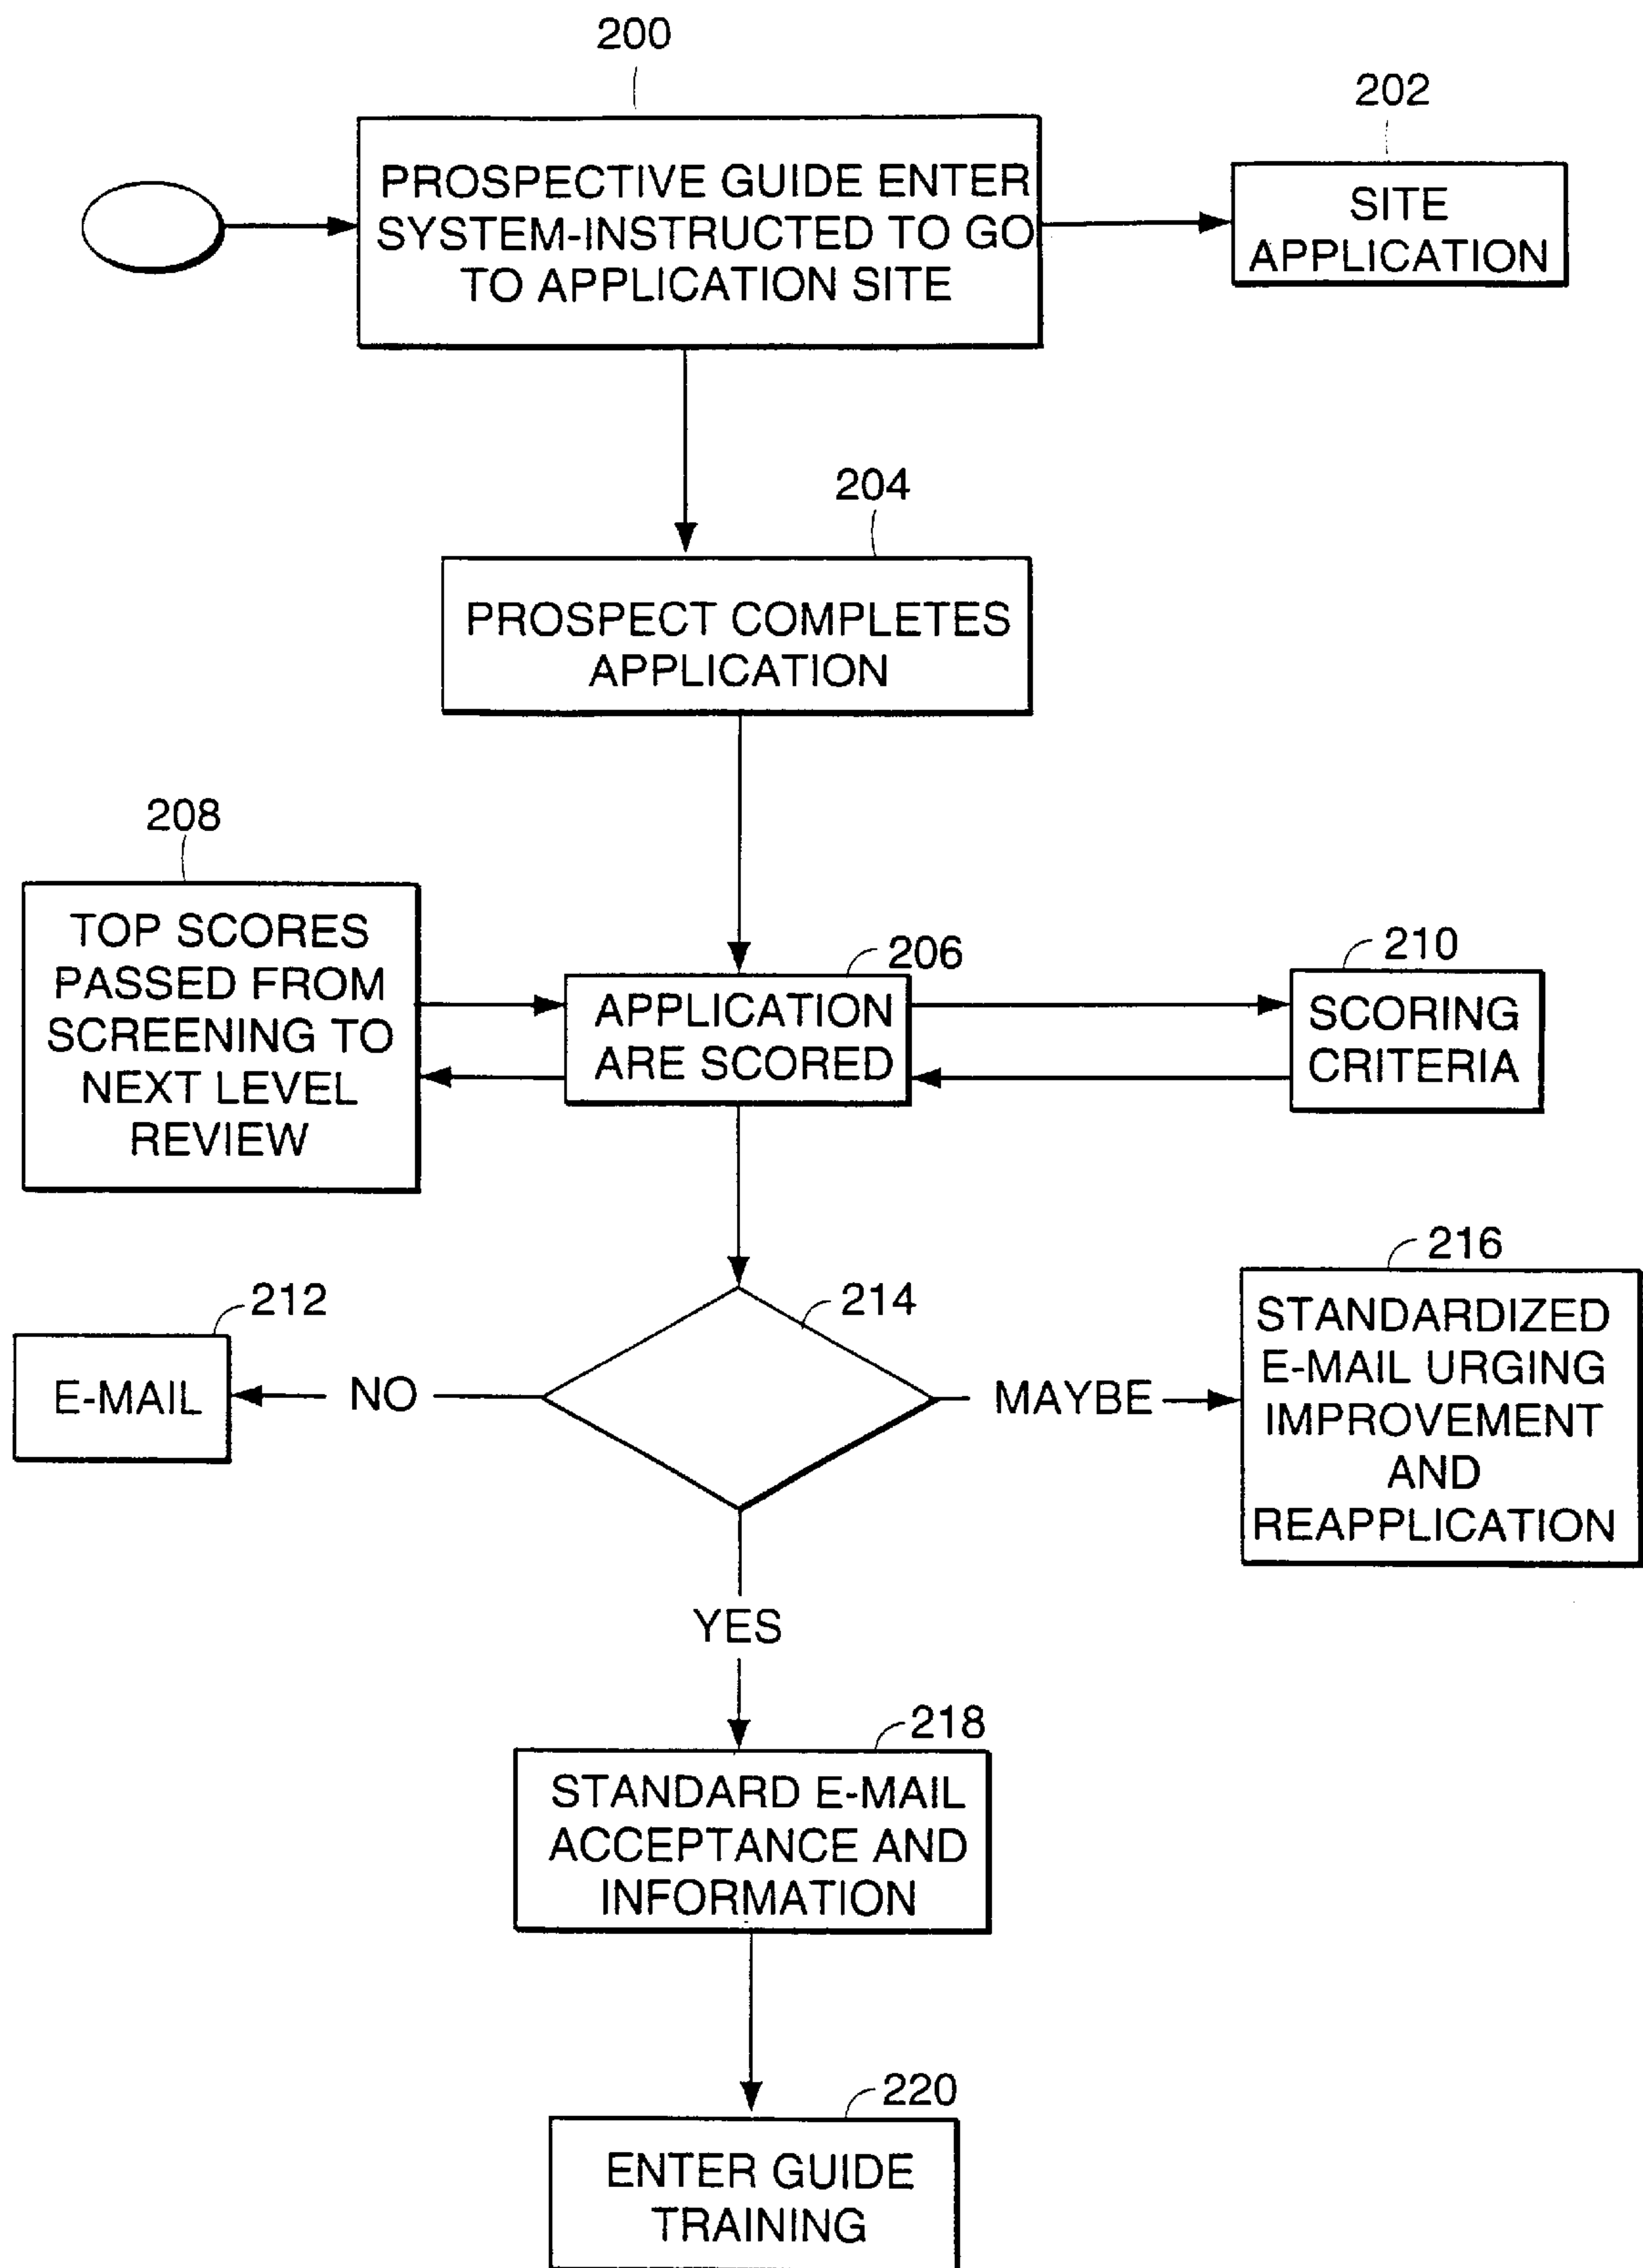 200
202
PROSPECTIVE GUIDE ENTER
SYSTEM-INSTRUCTED TO GO
TO APPLICATION SITE
SITE
APPLICATION
204
PROSPECT COMPLETES
APPLICATION
208
TOP SCORES
PASSED FROM
SCREENING TO
NEXT LEVEL
REVIEW
206
APPLICATION
ARE SCORED
210
SCORING
CRITERIA
212
E-MAIL
NO
214
MAYBE
216
STANDARDIZED
E-MAIL URGING
IMPROVEMENT
AND
REAPPLICATION
YES
218
STANDARD E-MAIL
ACCEPTANCE AND
INFORMATION
220
ENTER GUIDE
TRAINING